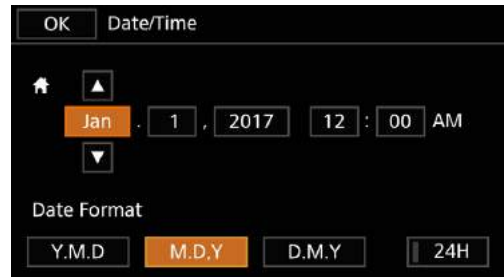 OK Date/Time
Jan . 1 , 2017 12 : 00 AM
Date Format
Y.M.D M.D,Y D.M.Y 24H